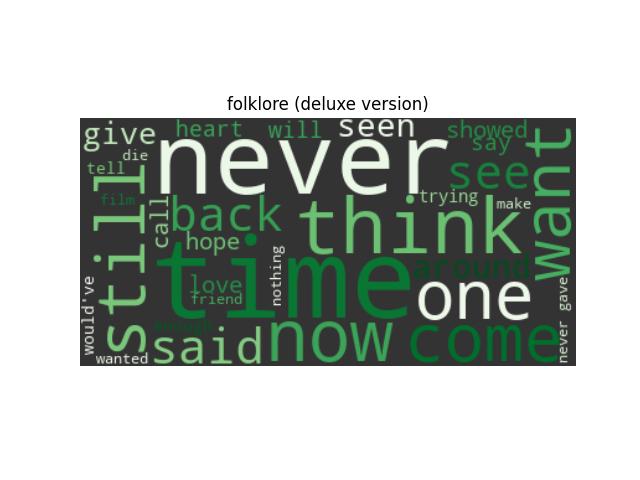 folklore (deluxe version)
give
heart
will
seen
showed
say
die
never
tell
see
want
film
still
call
back
trying
make
think
hope
time
around
love
friend
nothing
one
would've
never gave
enough
said
now
come
wanted